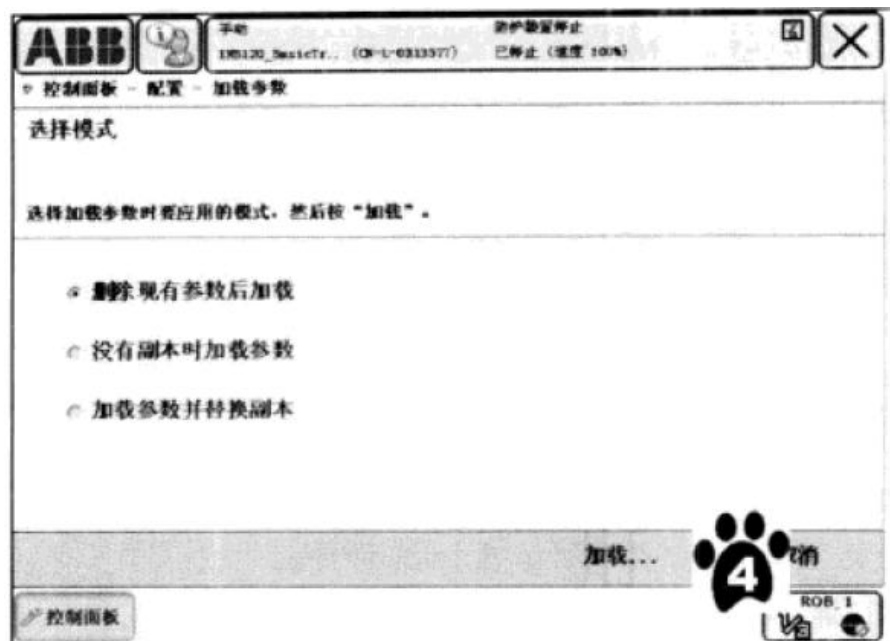 ABB
手动
防护装置停止
已停止 (速度 100%)
控制面板 - 配置 - 加载参数
选择模式
选择加载参数时要应用的模式，然后按“加载”。
删除现有参数后加载
没有副本时加载参数
加载参数并替换副本
加载...
4
消
控制面板
ROB_1